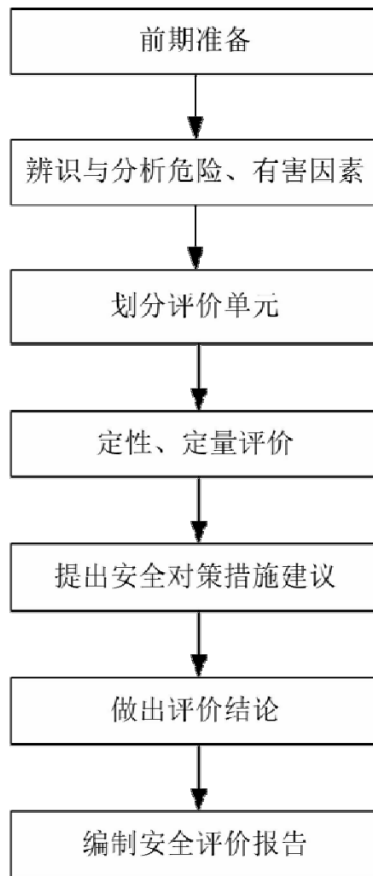 前期准备
辨识与分析危险、有害因素
划分评价单元
定性、定量评价
提出安全对策措施建议
做出评价结论
编制安全评价报告